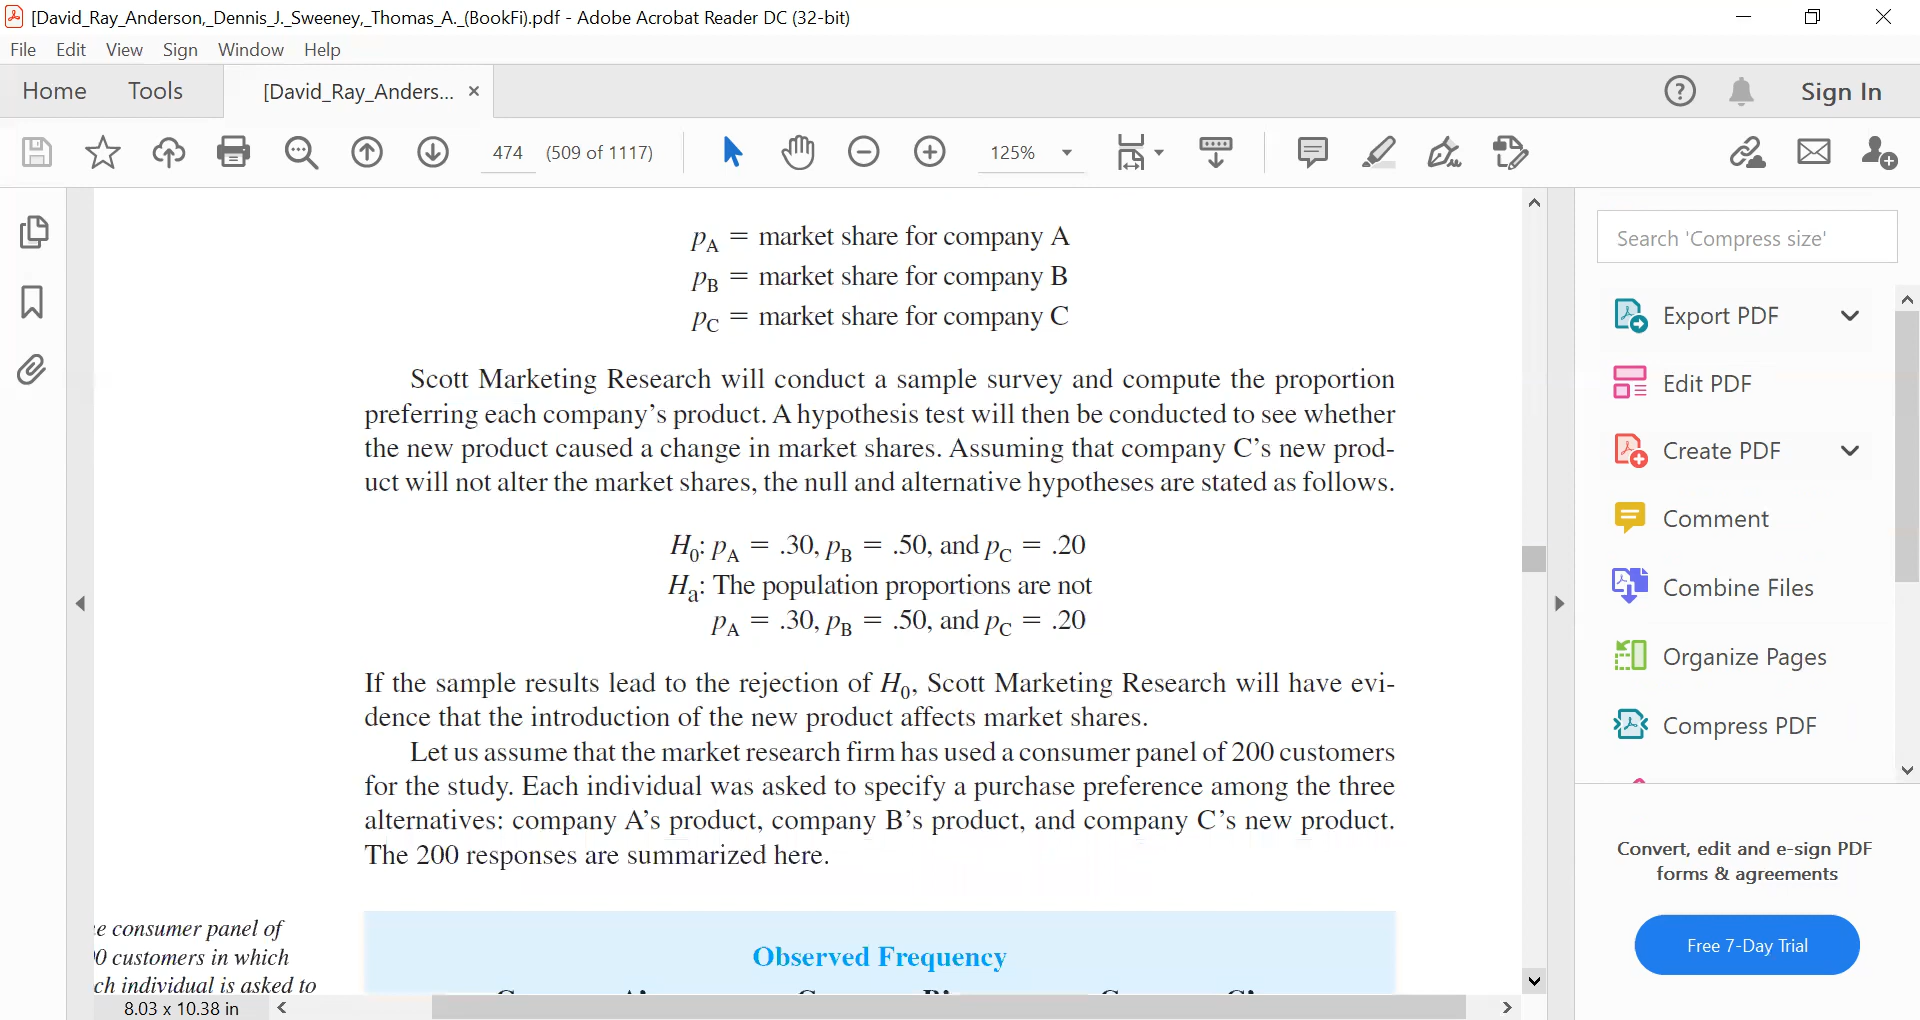 [David_Ray_Anderson,_Dennis_J._Sweeney,_Thomas_A._(BookFi).pdf - Adobe Acrobat Reader DC (32-bit)
File Edit View Sign Window Help
Home Tools [David_Ray_Anders... × Sign In
474 (509 of 1117) 125%
pA = market share for company A
pB = market share for company B
pC = market share for company C
Scott Marketing Research will conduct a sample survey and compute the proportion
preferring each company’s product. A hypothesis test will then be conducted to see whether
the new product caused a change in market shares. Assuming that company C’s new prod-
uct will not alter the market shares, the null and alternative hypotheses are stated as follows.
H0: pA = .30, pB = .50, and pC = .20
Ha: The population proportions are not
pA = .30, pB = .50, and pC = .20
If the sample results lead to the rejection of H0, Scott Marketing Research will have evi-
dence that the introduction of the new product affects market shares.
Let us assume that the market research firm has used a consumer panel of 200 customers
for the study. Each individual was asked to specify a purchase preference among the three
alternatives: company A’s product, company B’s product, and company C’s new product.
The 200 responses are summarized here.
e consumer panel of
0 customers in which
ch individual is asked to
Observed Frequency
8.03 x 10.38 in
Search 'Compress size'
Export PDF
Edit PDF
Create PDF
Comment
Combine Files
Organize Pages
Compress PDF
Convert, edit and e-sign PDF
forms & agreements
Free 7-Day Trial